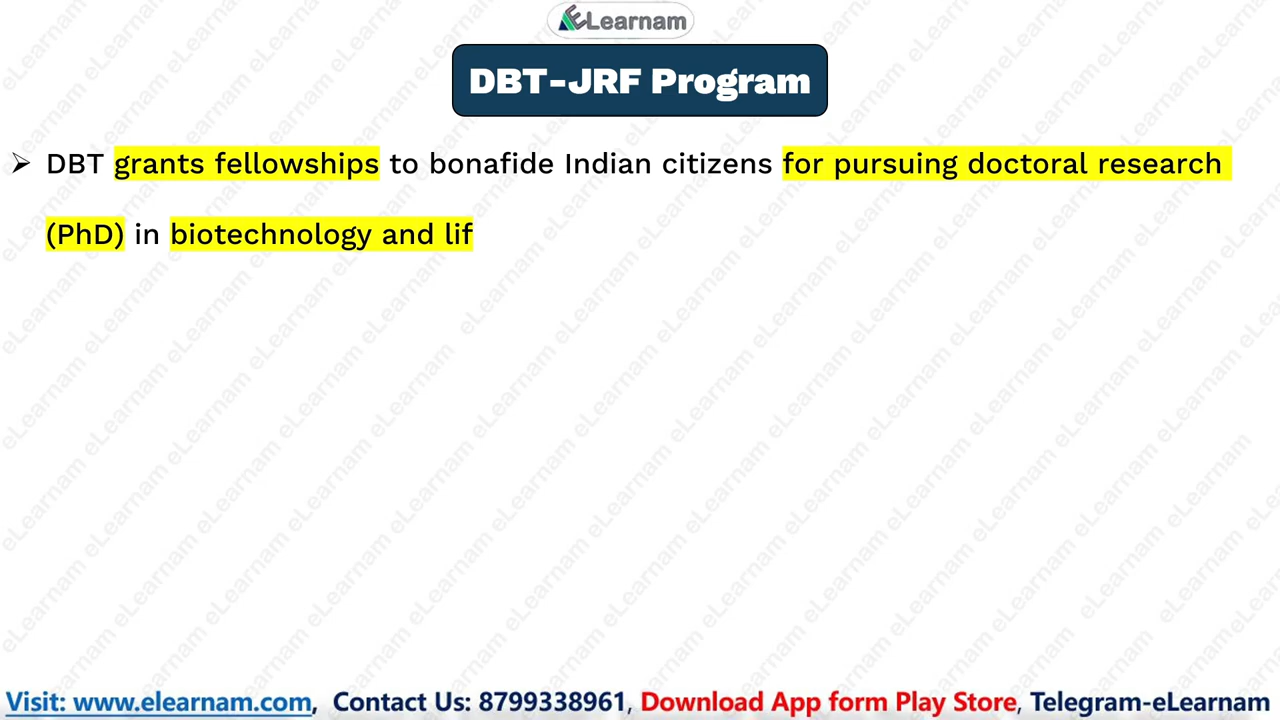 ELearnam
DBT-JRF Program
➢ DBT grants fellowships to bonafide Indian citizens for pursuing doctoral research
(PhD) in biotechnology and lif
Visit: www.elearnam.com, Contact Us: 8799338961, Download App form Play Store, Telegram-eLearnam